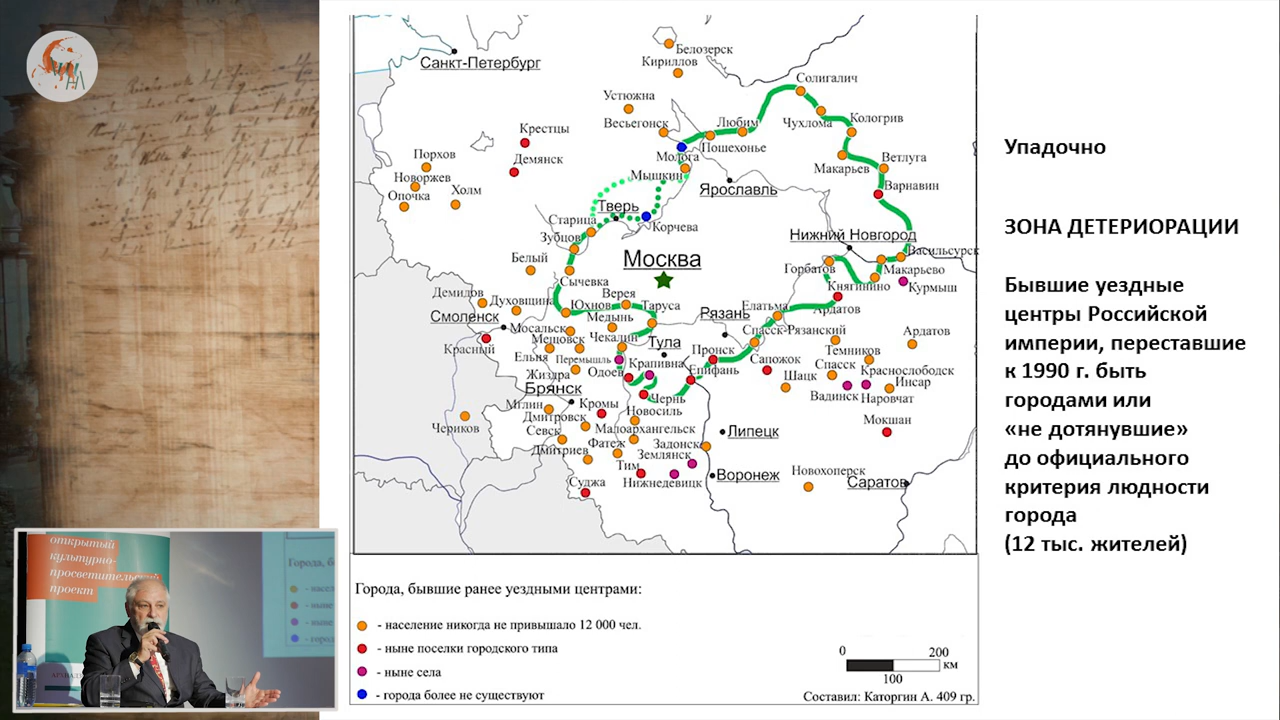 Санкт-Петербург
Белозерск
Кириллов
Солигалич
Устюжна
Весьегонск
Любим
Чухлома
Кологрив
Крестцы
Молога
Пошехонье
Порхов
Демянск
Макарьев
Ветлуга
Новоржев
Мышкин
Ярославль
Варнавин
Опочка
Холм
Тверь
Старица
Корчева
Зубцов
Нижний Новгород
Васильсурск
Белый
Москва
Горбатов
Макарьево
Сычевка
Княгинино
Курмыш
Демидов
Духовщина
Верея
Юхнов
Таруса
Елатьма
Ардатов
Смоленск
Медынь
Рязань
Мосальск
Чекалин
Спасск-Рязанский
Ардатов
Мещовск
Тула
Красный
Ельня
Перемышль
Крапивна
Пронск
Сапожок
Темников
Жиздра
Одоев
Епифань
Шацк
Спасск
Краснослободск
Инсар
Брянск
Чернь
Вадинск
Наровчат
Мглин
Кромы
Новосиль
Дмитровск
Мокшан
Чериков
Севск
Малоархангельск
Липецк
Дмитриев
Фатеж
Задонск
Землянск
Тим
Суджа
Нижнедевицк
Воронеж
Новохоперск
Саратов
Города, бывшие ранее уездными центрами:
- население никогда не привышало 12 000 чел.
- ныне поселки городского типа
- ныне села
- города более не существуют
0 200
км
100
Составил: Каторгин А. 409 гр.
Упадочно
ЗОНА ДЕТЕРИОРАЦИИ
Бывшие уездные
центры Российской
империи, переставшие
к 1990 г. быть
городами или
«не дотянувшие»
до официального
критерия людности
города
(12 тыс. жителей)
открытый
культурно-
просветительский
проект